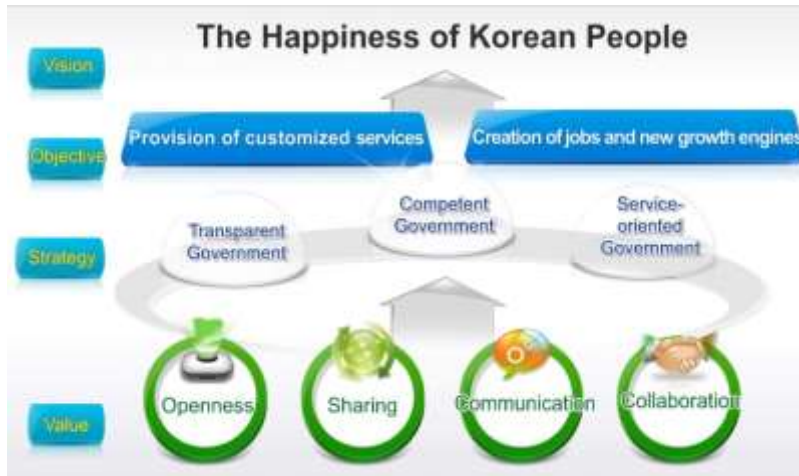 The Happiness of Korean People
Vision
Provision of customized services
Creation of jobs and new growth engines
Objective
Transparent
Government
Competent
Government
Service-
oriented
Government
Strategy
Openness
Sharing
Communication
Collaboration
Value